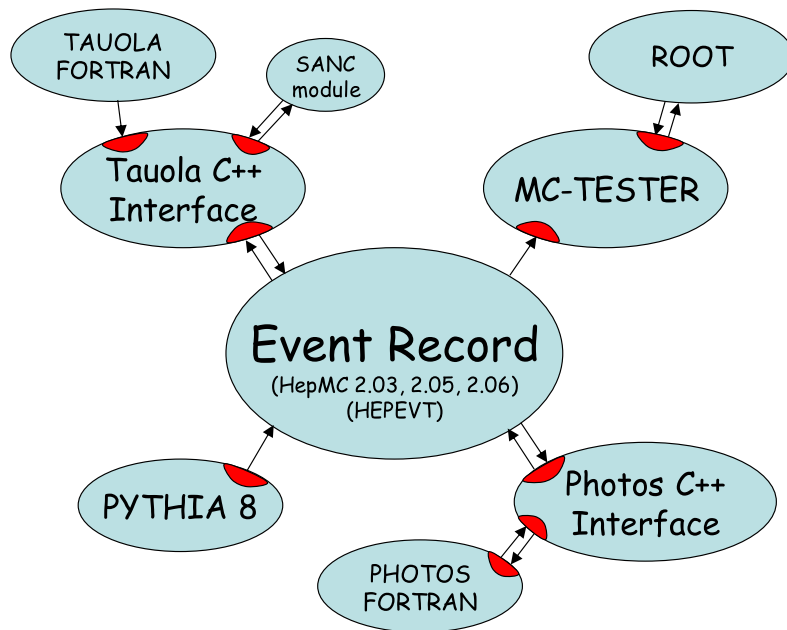 TAUOLA
FORTRAN
SANC
module
ROOT
Tauola C++
Interface
MC-TESTER
Event Record
(HepMC 2.03, 2.05, 2.06)
(HEPEVT)
PYTHIA 8
Photos C++
Interface
PHOTOS
FORTRAN